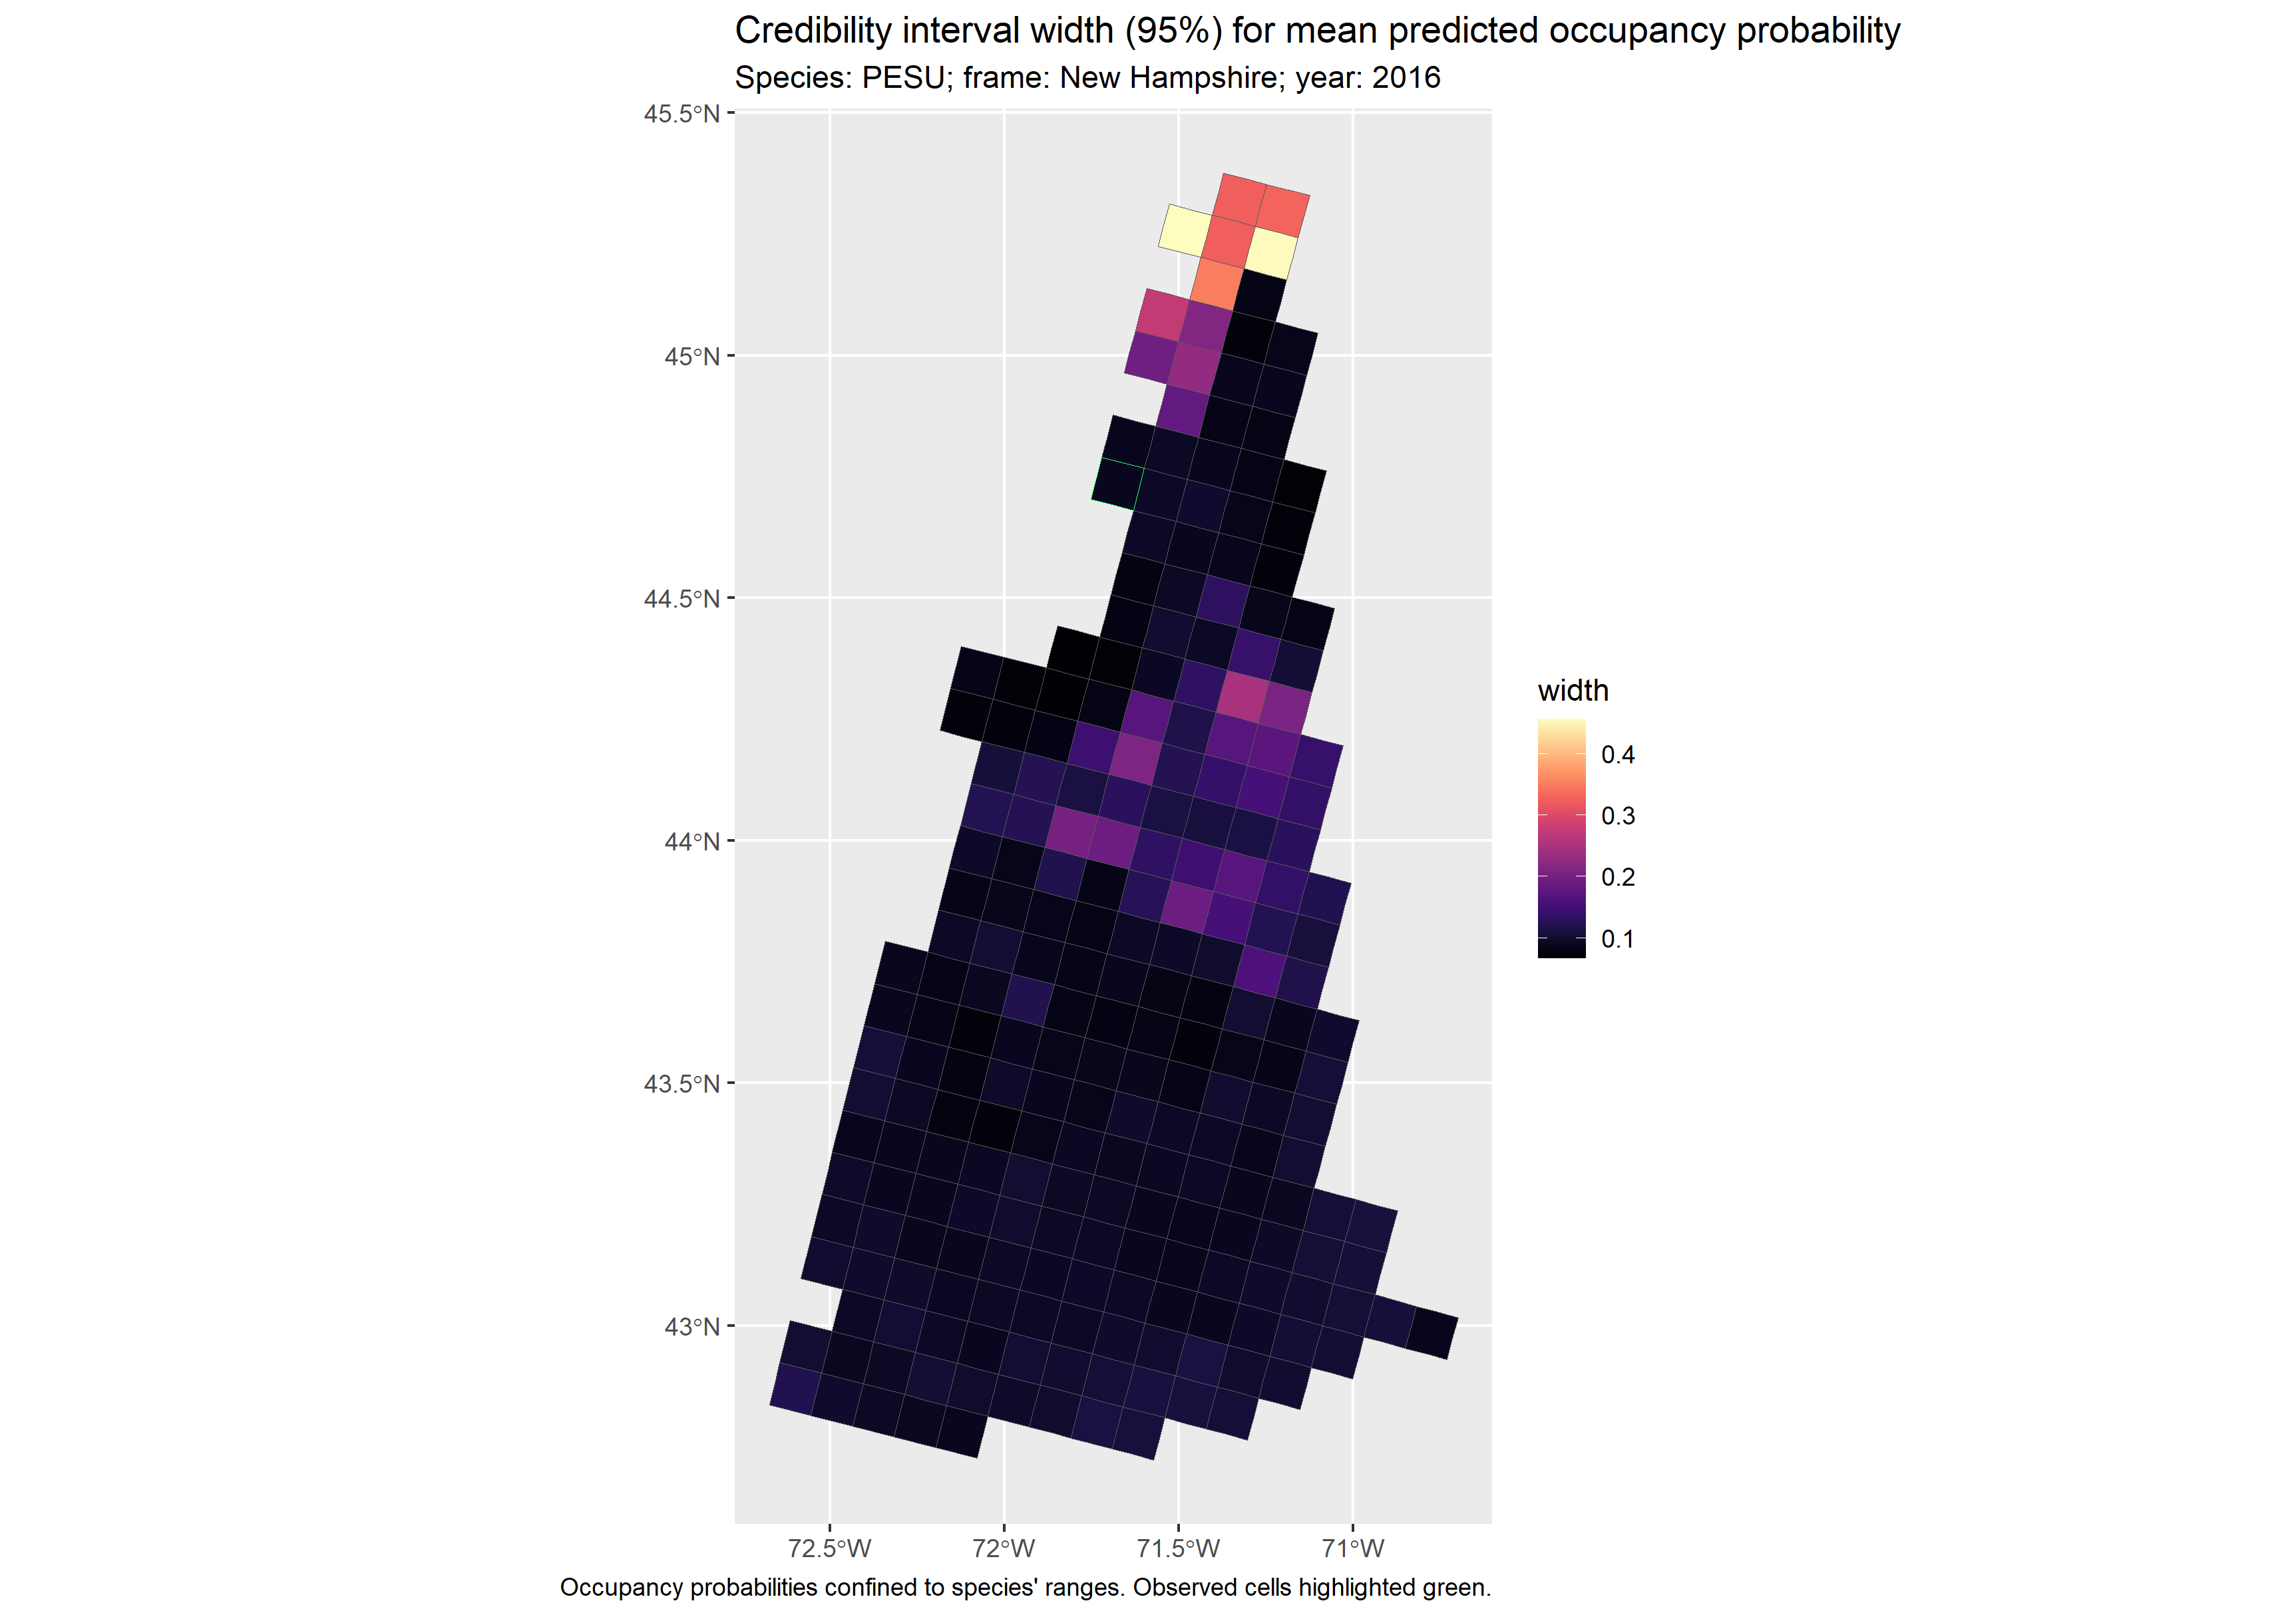 Credibility interval width (95%) for mean predicted occupancy probability
Species: PESU; frame: New Hampshire; year: 2016
45.5°N
45°N
44.5°N
44°N
43.5°N
43°N
72.5°W
72°W
71.5°W
71°W
width
0.4
0.3
0.2
0.1
Occupancy probabilities confined to species' ranges. Observed cells highlighted green.